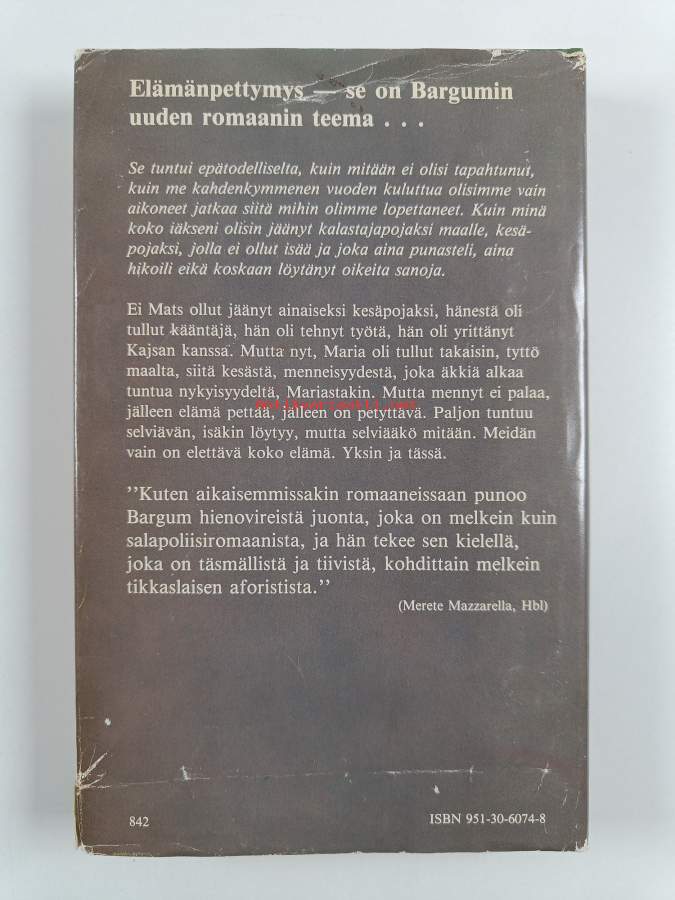 Elämänpettymys — se on Bargumin
uuden romaanin teema . . .
Se tuntui epätodelliselta, kuin mitään ei olisi tapahtunut,
kuin me kahdenkymmenen vuoden kuluttua olisimme vain
aikoneet jatkaa siitä mihin olimme lopettaneet. Kuin minä
koko iäkseni olisin jäänyt kalastajapojaksi maalle, kesä-
pojaksi, jolla ei ollut isää ja joka aina punasteli, aina
hikoili eikä koskaan löytänyt oikeita sanoja.
Ei Mats ollut jäänyt ainaiseksi kesäpojaksi, hänestä oli
tullut kääntäjä, hän oli tehnyt työtä, hän oli yrittänyt
Kajsan kanssa. Mutta nyt, Maria oli tullut takaisin, tyttö
maalta, siitä kesästä, menneisyydestä, joka äkkiä alkaa
tuntua nykyisyydeltä, Mariastakin. Mutta mennyt ei palaa,
jälleen elämä pettää, jälleen on petyttävä. Paljon tuntuu
selviävän, isäkin löytyy, mutta selviääkö mitään. Meidän
vain on elettävä koko elämä. Yksin ja tässä.
”Kuten aikaisemmissakin romaaneissaan punoo
Bargum hienovireistä juonta, joka on melkein kuin
salapoliisiromaanista, ja hän tekee sen kielellä,
joka on täsmällistä ja tiivistä, kohdittain melkein
tikkaslaisen aforistista.”
(Merete Mazzarella, Hbl)
842
ISBN 951-30-6074-8